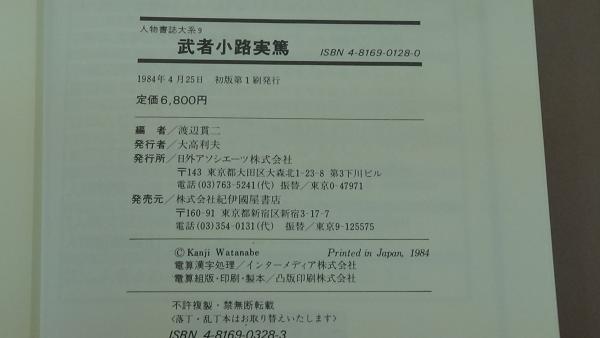 人物書誌大系9
武者小路実篤 ISBN 4-8169-0128-0
1984年4月25日 初版第1刷発行
定価6,800円
編者/渡辺貫二
発行者/大高利夫
発行所/日外アソシエーツ株式会社
〒143 東京都大田区大森北1-23-8 第3下川ビル
電話(03)763-5241(代) 振替/東京0-47971
発売元/株式会社紀伊國屋書店
〒160-91 東京都新宿区新宿3-17-7
電話(03)354-0131(代) 振替/東京9-125575
©Kanji Watanabe Printed in Japan, 1984
電算漢字処理/インターメディア株式会社
電算組版・印刷・製本/凸版印刷株式会社
不許複製・禁無断転載
〈落丁・乱丁本はお取り替えいたします〉
ISBN 4-8169-0328-3